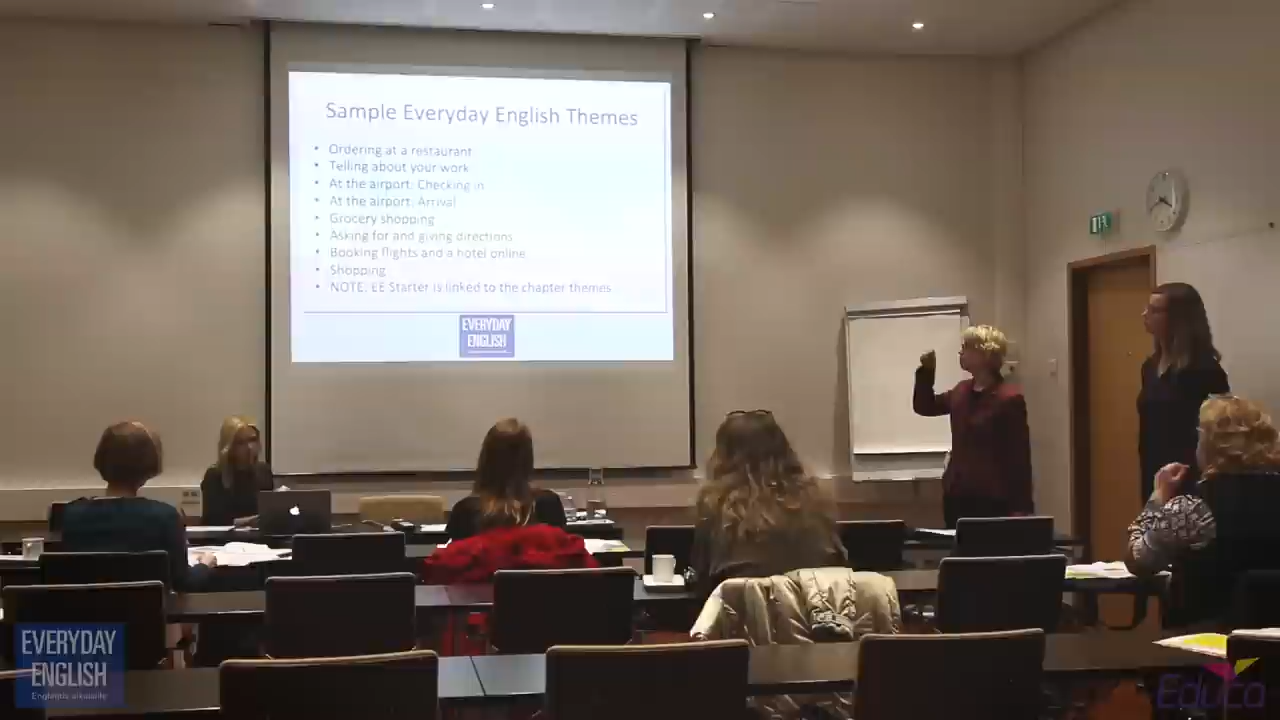 Sample Everyday English Themes
• Ordering at a restaurant
• Telling about your work
• At the airport: Checking in
• At the airport: Arrival
• Grocery shopping
• Asking for and giving directions
• Booking flights and a hotel online
• Shopping
• NOTE: EE Starter is linked to the chapter themes
EVERYDAY
ENGLISH
EVERYDAY
ENGLISH
Englantia aikuisille
Educa